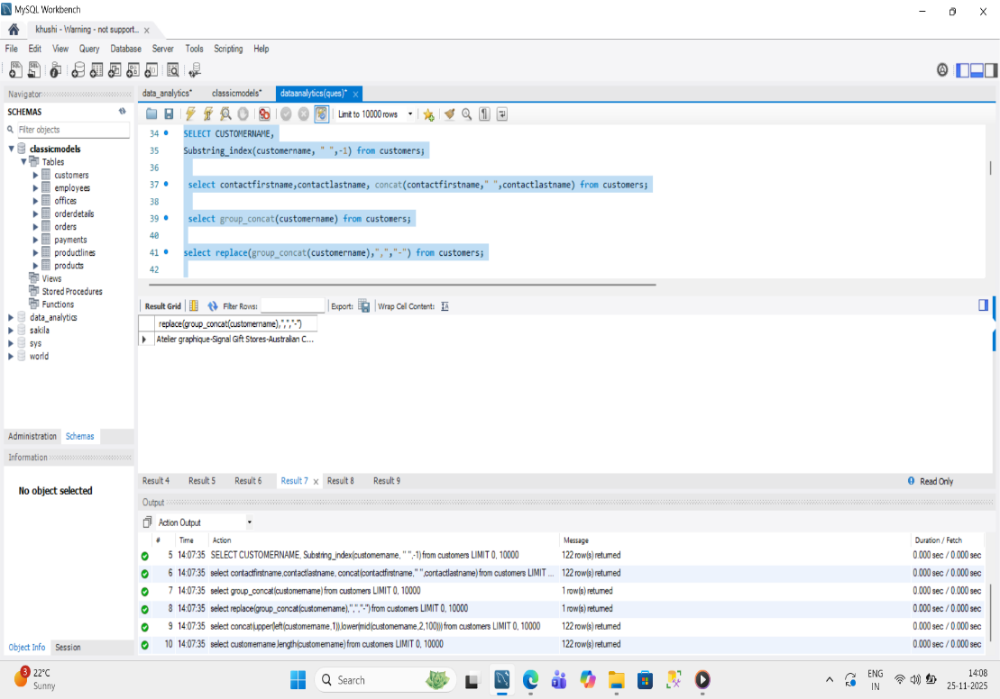 MySQL Workbench
khushi - Warning - not support...
File Edit View Query Database Server Tools Scripting Help
Navigator
data_analytics* classicmodels* dataanalytics(ques)*
SCHEMAS
Limit to 10000 rows
Filter objects
classicmodels
Tables
customers
employees
offices
orderdetails
orders
payments
productlines
products
Views
Stored Procedures
Functions
data_analytics
sakila
sys
world
34 SELECT CUSTOMERNAME,
35 Substring_index(customername, " ",-1) from customers;
36
37 select contactfirstname,contactlastname, concat(contactfirstname," ",contactlastname) from customers;
38
39 select group_concat(customername) from customers;
40
41 select replace(group_concat(customername),",","-") from customers;
42
Result Grid Filter Rows: Export: Wrap Cell Content:
replace(group_concat(customername),",","-")
Atelier graphique-Signal Gift Stores-Australian C...
Administration Schemas
Information
No object selected
Result 4 Result 5 Result 6 Result 7 Result 8 Result 9 Read Only
Output
Action Output
# Time Action Message Duration / Fetch
5 14:07:35 SELECT CUSTOMERNAME, Substring_index(customername, " ",-1) from customers LIMIT 0, 10000 122 row(s) returned 0.000 sec / 0.000 sec
6 14:07:35 select contactfirstname,contactlastname, concat(contactfirstname," ",contactlastname) from customers LIMIT ... 122 row(s) returned 0.000 sec / 0.000 sec
7 14:07:35 select group_concat(customername) from customers LIMIT 0, 10000 1 row(s) returned 0.000 sec / 0.000 sec
8 14:07:35 select replace(group_concat(customername),",","-") from customers LIMIT 0, 10000 1 row(s) returned 0.000 sec / 0.000 sec
9 14:07:35 select concat(upper(left(customername,1)),lower(mid(customername,2,100))) from customers LIMIT 0, 10000 122 row(s) returned 0.000 sec / 0.000 sec
10 14:07:35 select customername,length(customername) from customers LIMIT 0, 10000 122 row(s) returned 0.000 sec / 0.000 sec
Object Info Session
3
22°C
Sunny
Search
ENG
IN
14:08
25-11-2025